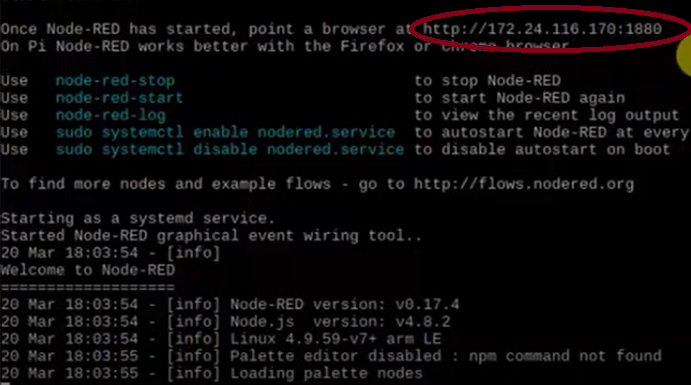 Once Node-RED has started, point a browser at http://172.24.116.170:1880
On Pi Node-RED works better with the Firefox or Chrome browser
Use node-red-stop to stop Node-RED
Use node-red-start to start Node-RED again
Use node-red-log to view the recent log output
Use sudo systemctl enable nodered.service to autostart Node-RED at every
Use sudo systemctl disable nodered.service to disable autostart on boot
To find more nodes and example flows - go to http://flows.nodered.org
Starting as a systemd service.
Started Node-RED graphical event wiring tool..
20 Mar 18:03:54 - [info]
Welcome to Node-RED
===================
20 Mar 18:03:54 - [info] Node-RED version: v0.17.4
20 Mar 18:03:54 - [info] Node.js version: v4.8.2
20 Mar 18:03:54 - [info] Linux 4.9.59-v7+ arm LE
20 Mar 18:03:55 - [info] Palette editor disabled : npm command not found
20 Mar 18:03:55 - [info] Loading palette nodes